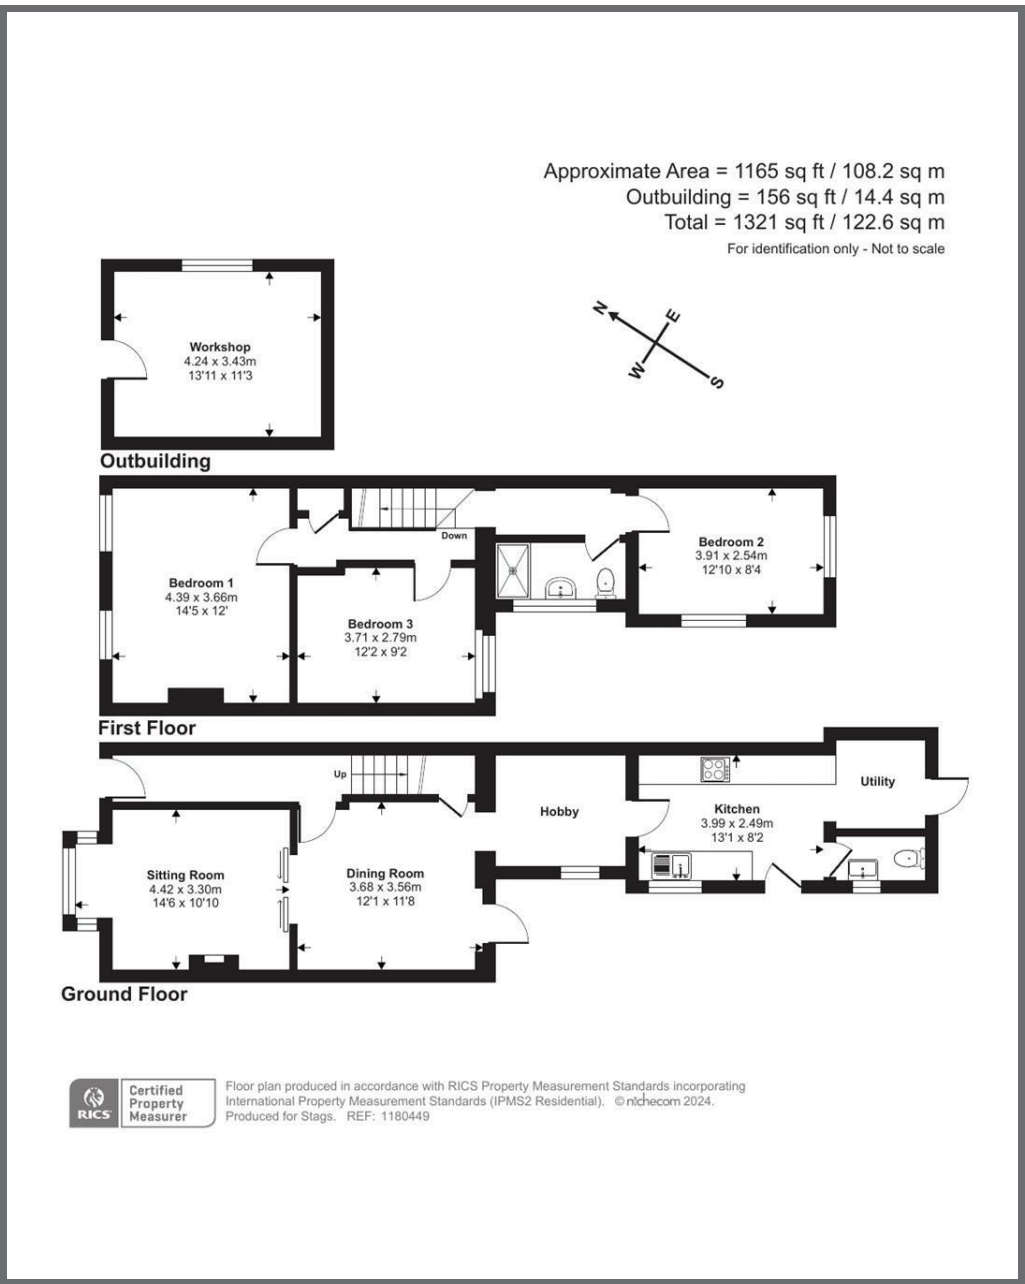 Approximate Area = 1165 sq ft / 108.2 sq m
Outbuilding = 156 sq ft / 14.4 sq m
Total = 1321 sq ft / 122.6 sq m
For identification only - Not to scale
N
E
W
S
Workshop
4.24 x 3.43m
13'11 x 11'3
Outbuilding
Down
Bedroom 2
3.91 x 2.54m
12'10 x 8'4
Bedroom 1
4.39 x 3.66m
14'5 x 12'
Bedroom 3
3.71 x 2.79m
12'2 x 9'2
First Floor
Up
Utility
Hobby
Kitchen
3.99 x 2.49m
13'1 x 8'2
Sitting Room
4.42 x 3.30m
14'6 x 10'10
Dining Room
3.68 x 3.56m
12'1 x 11'8
Ground Floor
RICS
Certified
Property
Measurer
Floor plan produced in accordance with RICS Property Measurement Standards incorporating
International Property Measurement Standards (IPMS2 Residential). © nichecom 2024.
Produced for Stags. REF: 1180449